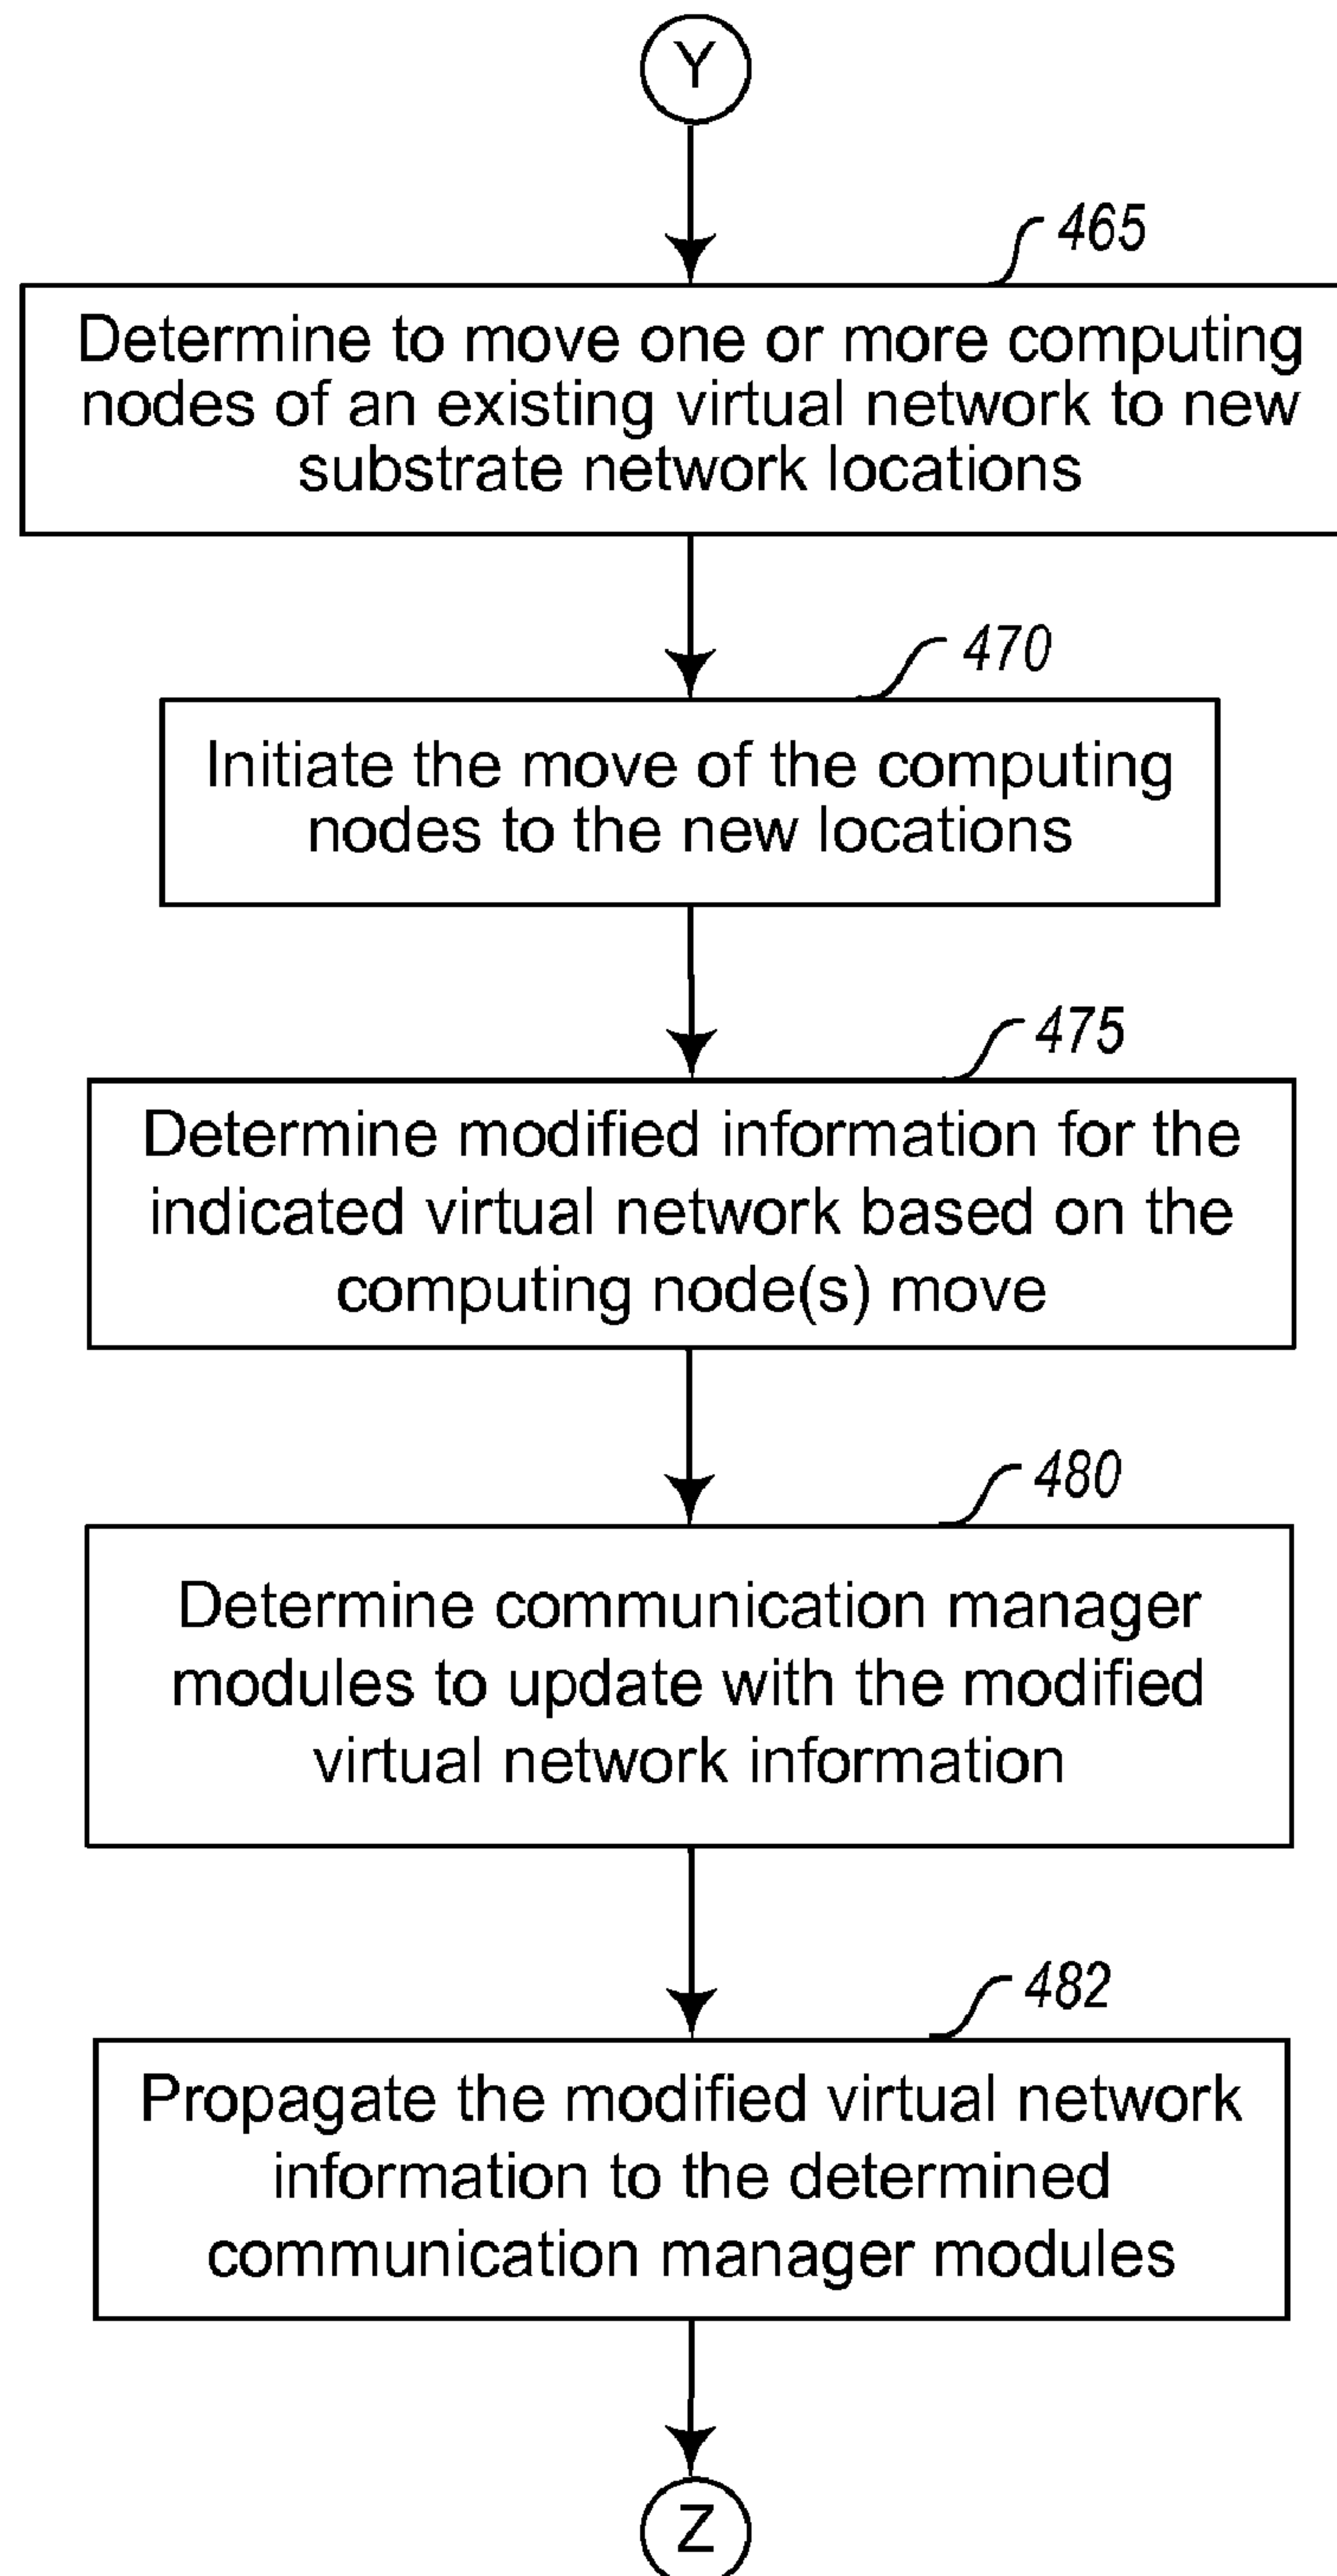 Y
465
Determine to move one or more computing
nodes of an existing virtual network to new
substrate network locations
470
Initiate the move of the computing
nodes to the new locations
475
Determine modified information for the
indicated virtual network based on the
computing node(s) move
480
Determine communication manager
modules to update with the modified
virtual network information
482
Propagate the modified virtual network
information to the determined
communication manager modules
Z